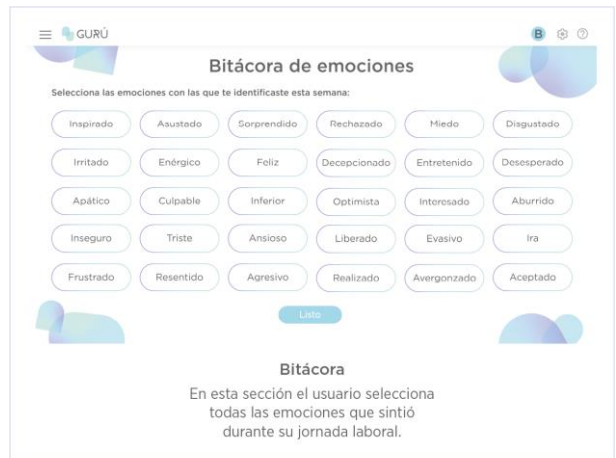 GURÚ
B
?
Bitácora de emociones
Selecciona las emociones con las que te identificaste esta semana:
Inspirado Asustado Sorprendido Rechazado Miedo Disgustado
Irritado Enérgico Feliz Decepcionado Entretenido Desesperado
Apático Culpable Inferior Optimista Interesado Aburrido
Inseguro Triste Ansioso Liberado Evasivo Ira
Frustrado Resentido Agresivo Realizado Avergonzado Aceptado
Listo
Bitácora
En esta sección el usuario selecciona
todas las emociones que sintió
durante su jornada laboral.